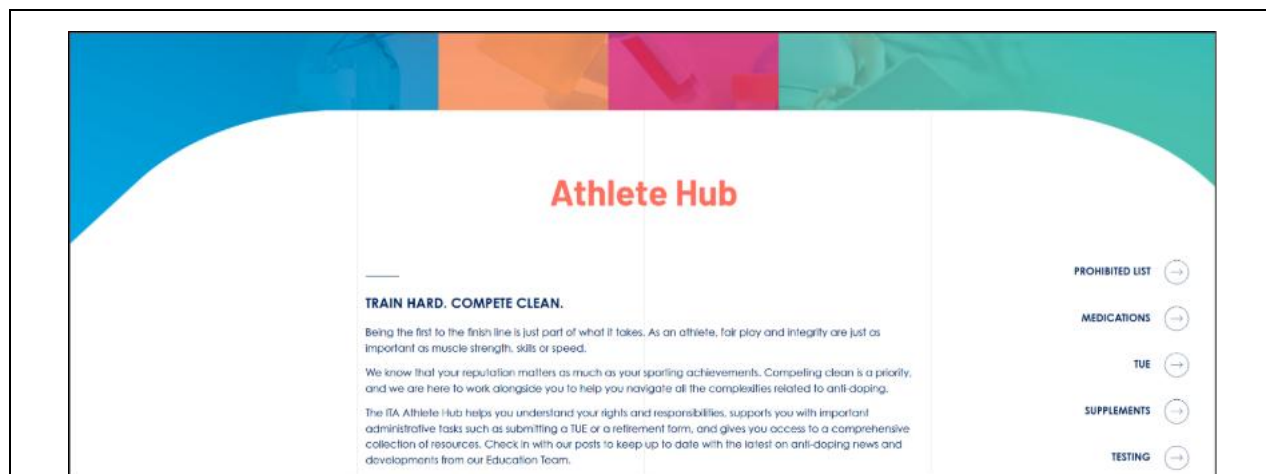 Athlete Hub
TRAIN HARD. COMPETE CLEAN.
Being the first to the finish line is just part of what it takes. As an athlete, fair play and integrity are just as
important as muscle strength, skills or speed.
We know that your reputation matters as much as your sporting achievements. Competing clean is a priority,
and we are here to work alongside you to help you navigate all the complexities related to anti-doping.
The ITA Athlete Hub helps you understand your rights and responsibilities, supports you with important
administrative tasks such as submitting a TUE or a retirement form, and gives you access to a comprehensive
collection of resources. Check in with our posts to keep up to date with the latest on anti-doping news and
developments from our Education Team.
PROHIBITED LIST
MEDICATIONS
TUE
SUPPLEMENTS
TESTING